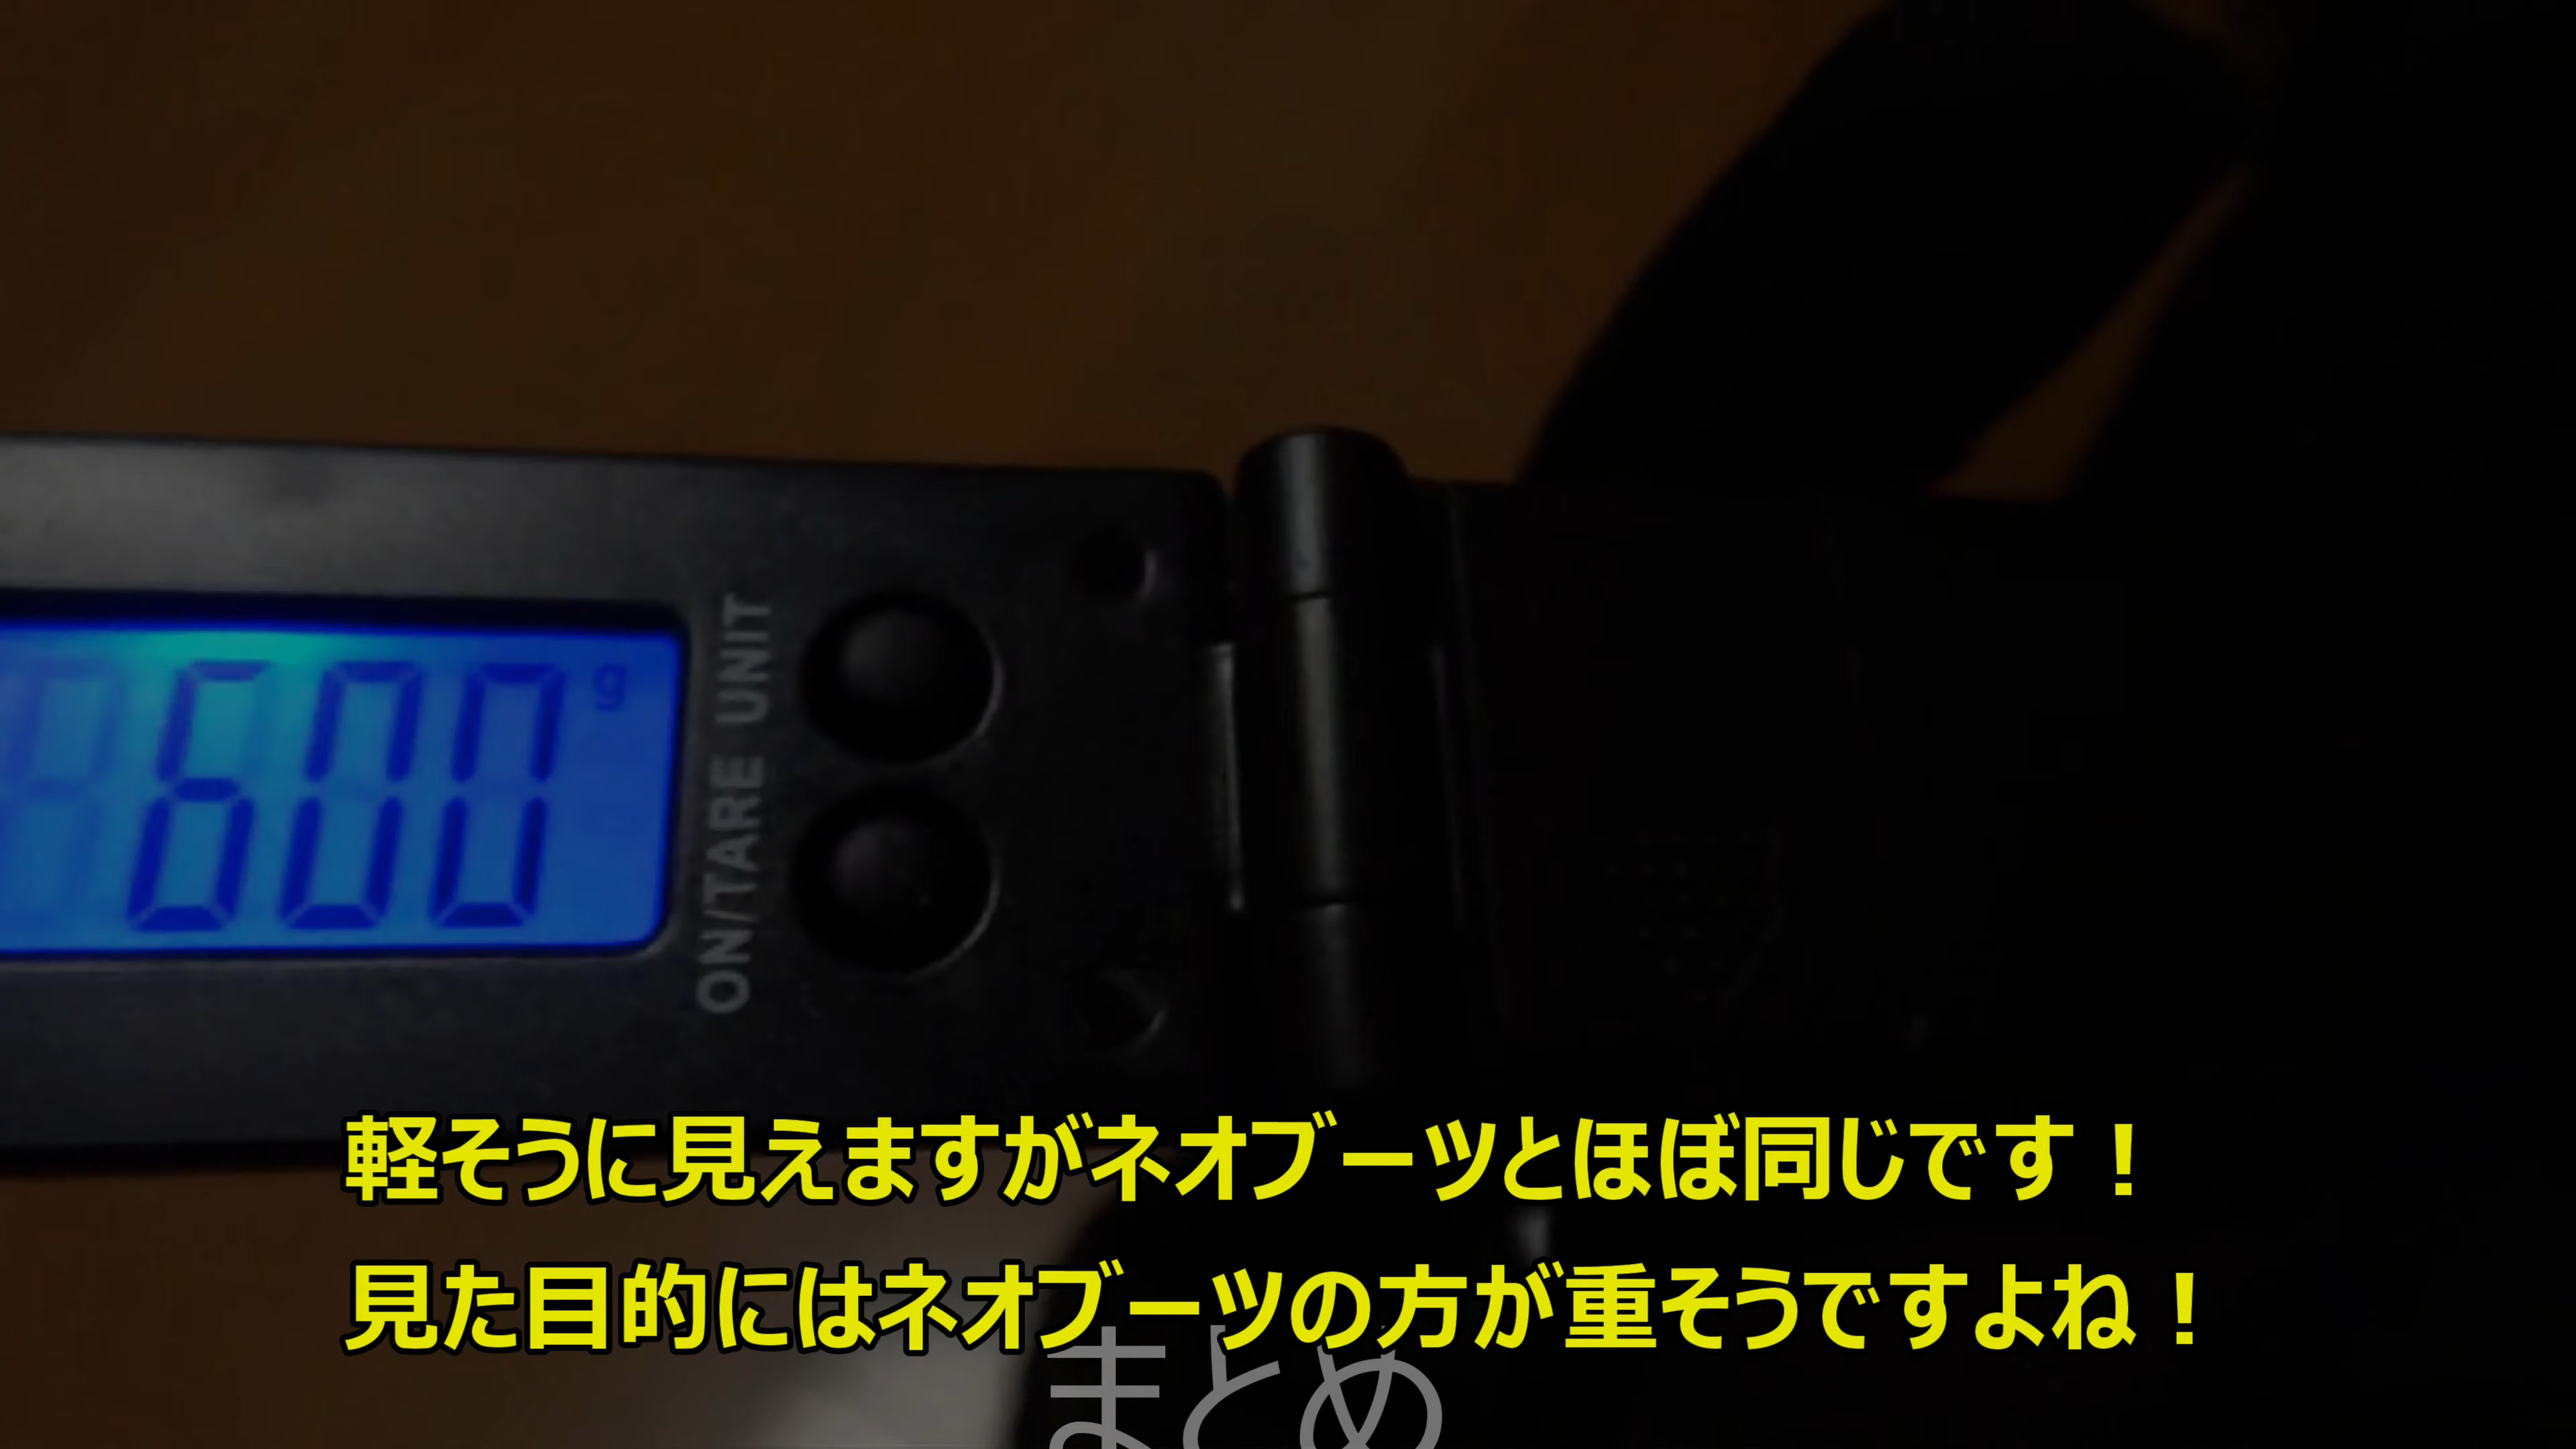 600 g
ON/TARE UNIT
軽そうに見えますがネオブーツとほぼ同じです！
見た目的にはネオブーツの方が重そうですよね！
まとめ